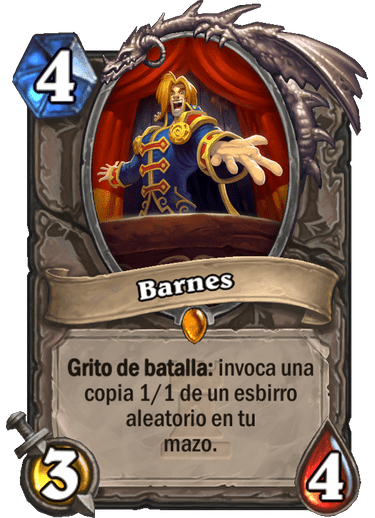 4
Barnes
Grito de batalla: invoca una
copia 1/1 de un esbirro
aleatorio en tu
mazo.
3
4